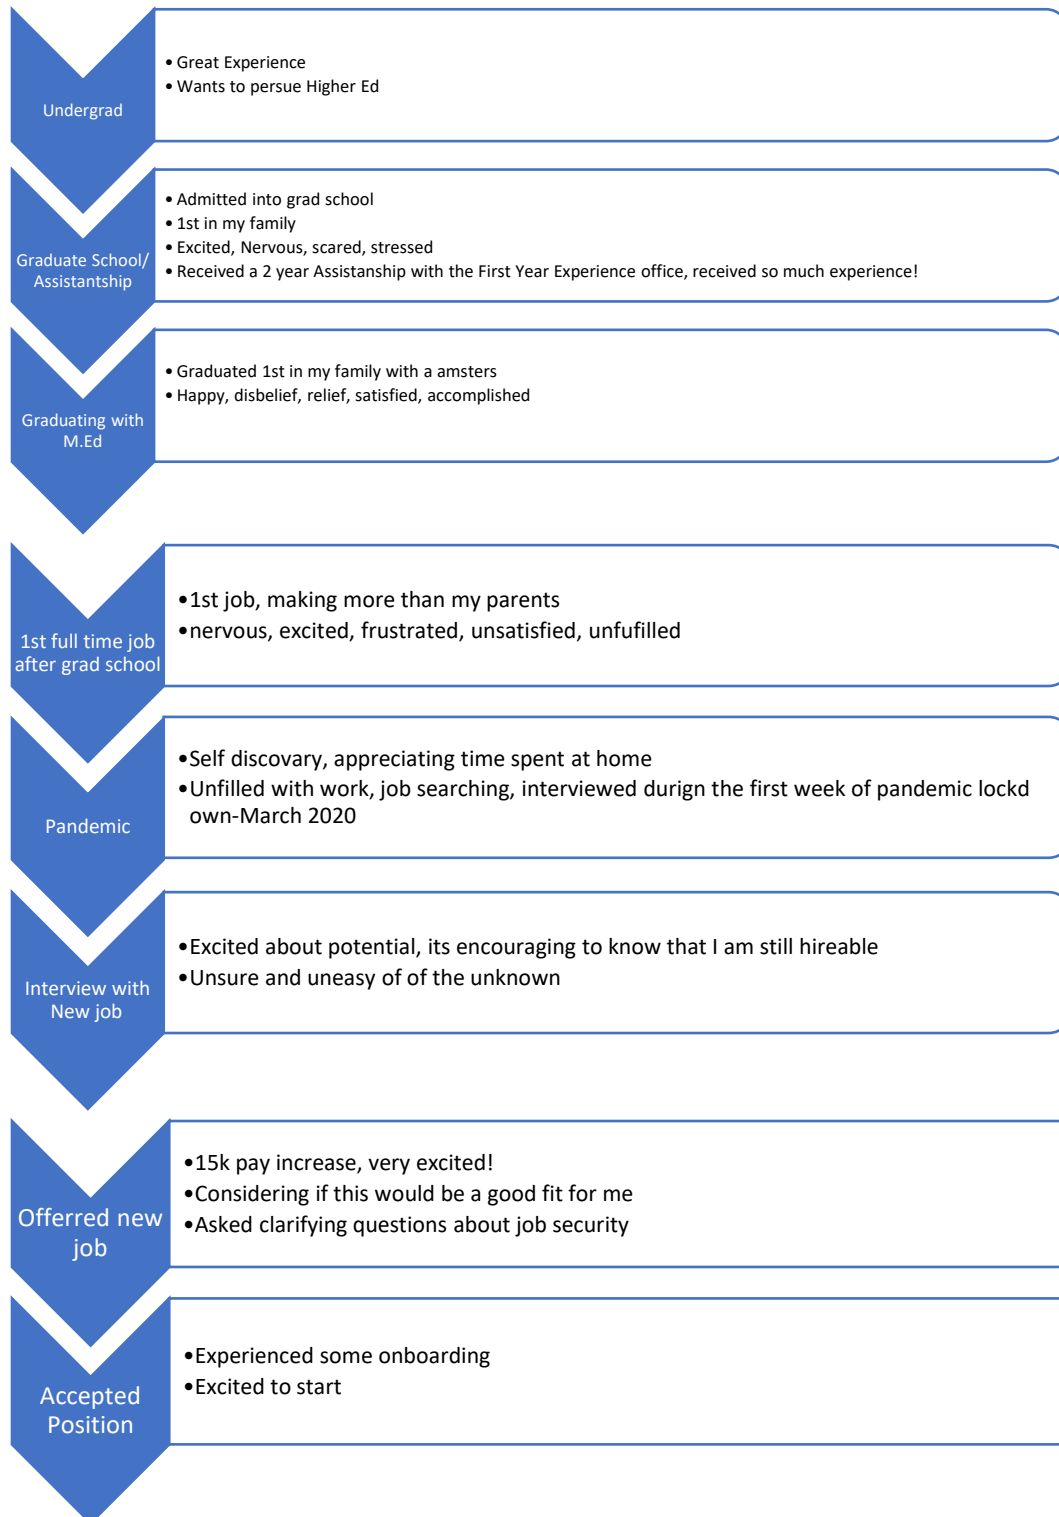 Undergrad
• Great Experience
• Wants to persue Higher Ed
Graduate School/
Assistantship
• Admitted into grad school
• 1st in my family
• Excited, Nervous, scared, stressed
• Received a 2 year Assistanship with the First Year Experience office, received so much experience!
Graduating with
M.Ed
• Graduated 1st in my family with a amsters
• Happy, disbelief, relief, satisfied, accomplished
1st full time job
after grad school
•1st job, making more than my parents
•nervous, excited, frustrated, unsatisfied, unfufilled
Pandemic
•Self discovary, appreciating time spent at home
•Unfilled with work, job searching, interviewed durign the first week of pandemic lockd
own-March 2020
Interview with
New job
•Excited about potential, its encouraging to know that I am still hireable
•Unsure and uneasy of of the unknown
Offerred new
job
•15k pay increase, very excited!
•Considering if this would be a good fit for me
•Asked clarifying questions about job security
Accepted
Position
•Experienced some onboarding
•Excited to start